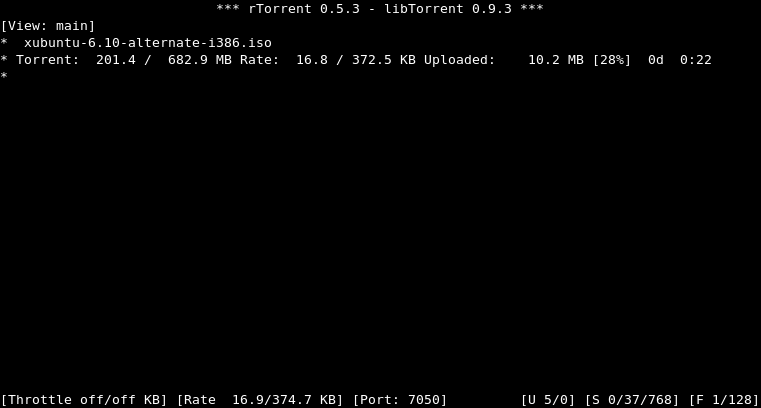 *** rTorrent 0.5.3 - libTorrent 0.9.3 ***
[View: main]
*  xubuntu-6.10-alternate-i386.iso
* Torrent:  201.4 /  682.9 MB Rate:  16.8 / 372.5 KB Uploaded:    10.2 MB [28%]  0d  0:22
*
[Throttle off/off KB] [Rate  16.9/374.7 KB] [Port: 7050]         [U 5/0] [S 0/37/768] [F 1/128]